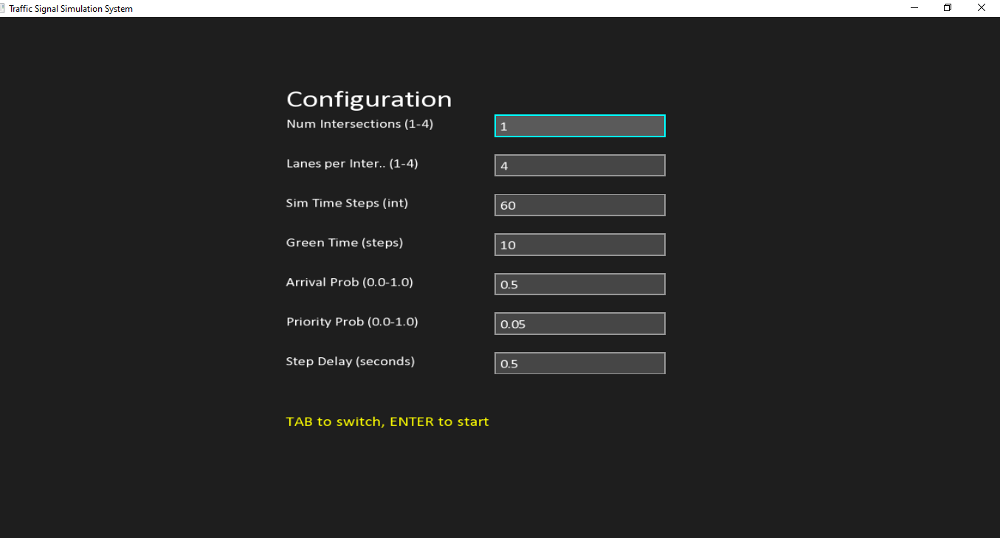 Traffic Signal Simulation System
Configuration
Num Intersections (1-4) 1
Lanes per Inter.. (1-4) 4
Sim Time Steps (int) 60
Green Time (steps) 10
Arrival Prob (0.0-1.0) 0.5
Priority Prob (0.0-1.0) 0.05
Step Delay (seconds) 0.5
TAB to switch, ENTER to start